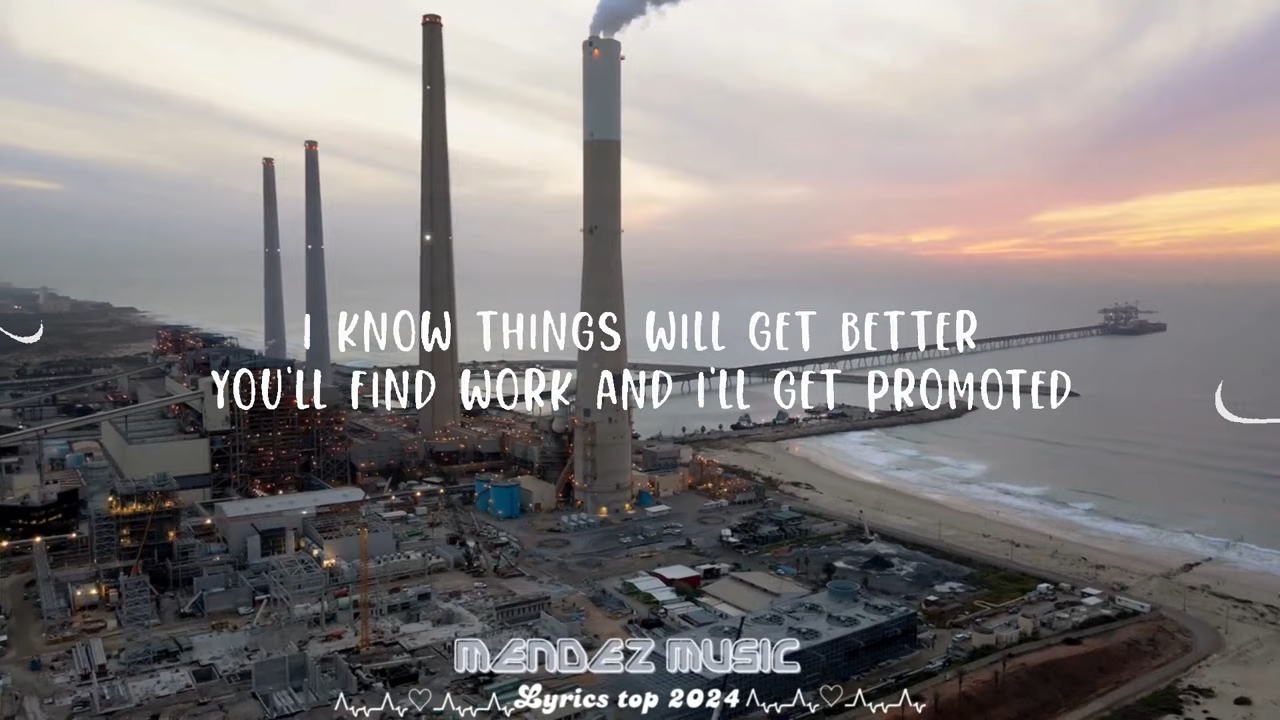 I KNOW THINGS WILL GET BETTER
YOU'LL FIND WORK AND I'LL GET PROMOTED
MENDEZ MUSIC
Lyrics top 2024